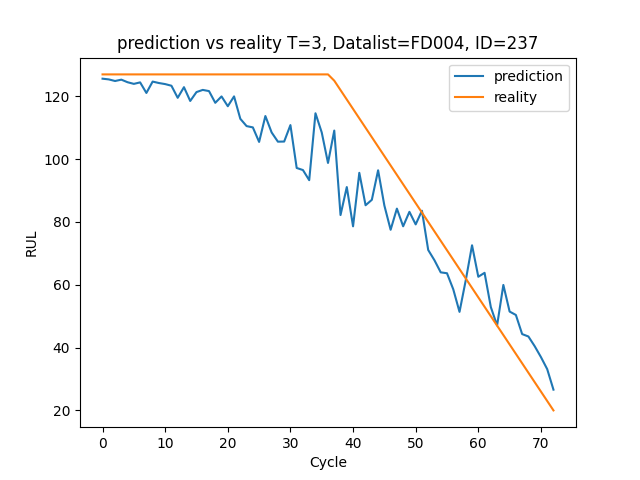 prediction vs reality T=3, Datalist=FD004, ID=237
prediction
reality
120
100
80
60
40
20
RUL
0 10 20 30 40 50 60 70
Cycle